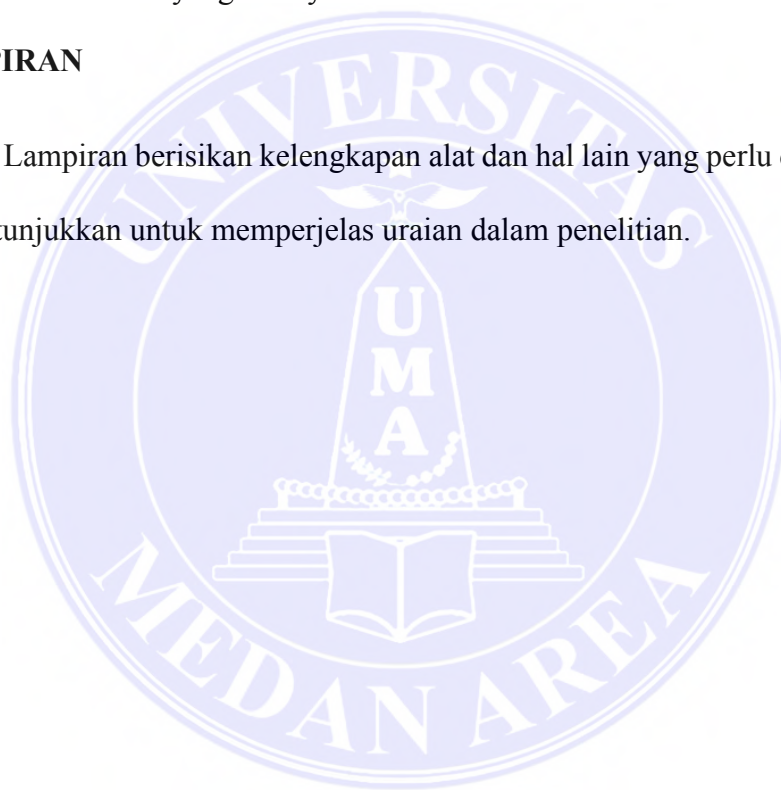 PIRAN
Lampiran berisikan kelengkapan alat dan hal lain yang perlu
tunjukkan untuk memperjelas uraian dalam penelitian.
UNIVERSITAS
UMA
MEDAN AREA